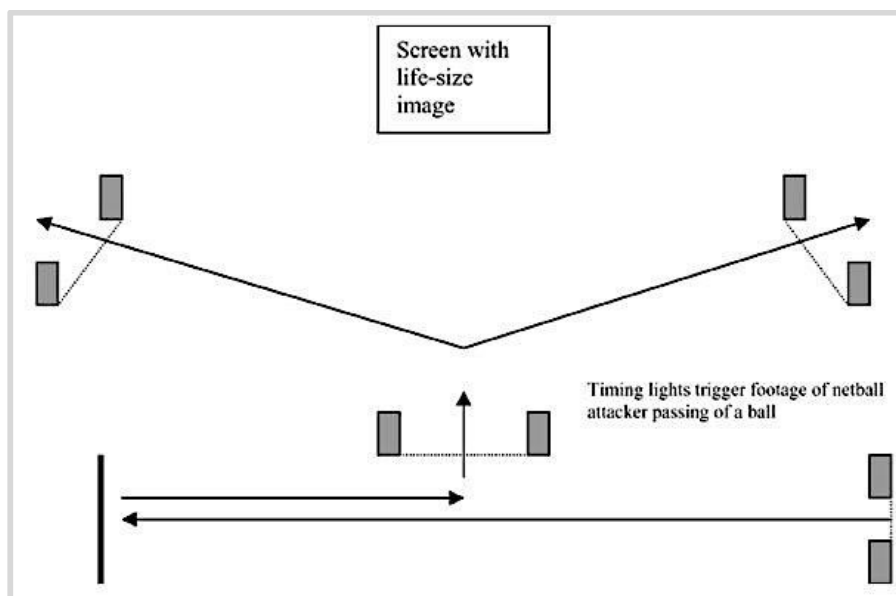 Screen with
life-size
image
Timing lights trigger footage of netball
attacker passing of a ball